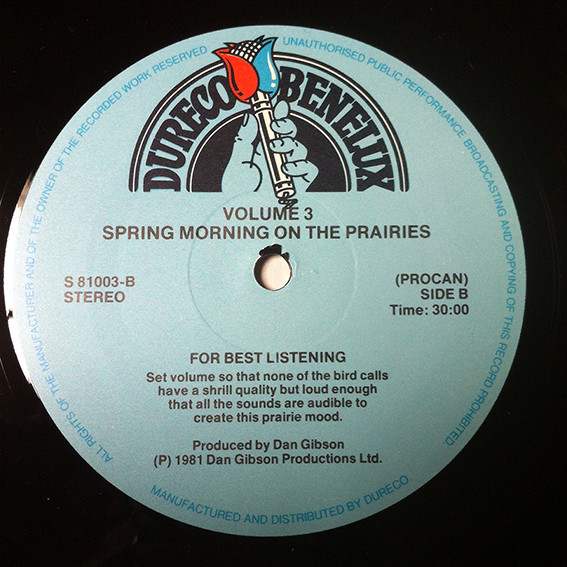 ALL RIGHTS OF THE MANUFACTURER AND OF THE OWNER OF THE RECORDED WORK RESERVED
UNAUTHORISED PUBLIC PERFORMANCE, BROADCASTING AND COPYING OF THIS RECORD PROHIBITED
DURECO BENELUX
VOLUME 3
SPRING MORNING ON THE PRAIRIES
S 81003-B
STEREO
(PROCAN)
SIDE B
Time: 30:00
FOR BEST LISTENING
Set volume so that none of the bird calls
have a shrill quality but loud enough
that all the sounds are audible to
create this prairie mood.
Produced by Dan Gibson
(P) 1981 Dan Gibson Productions Ltd.
MANUFACTURED AND DISTRIBUTED BY DURECO